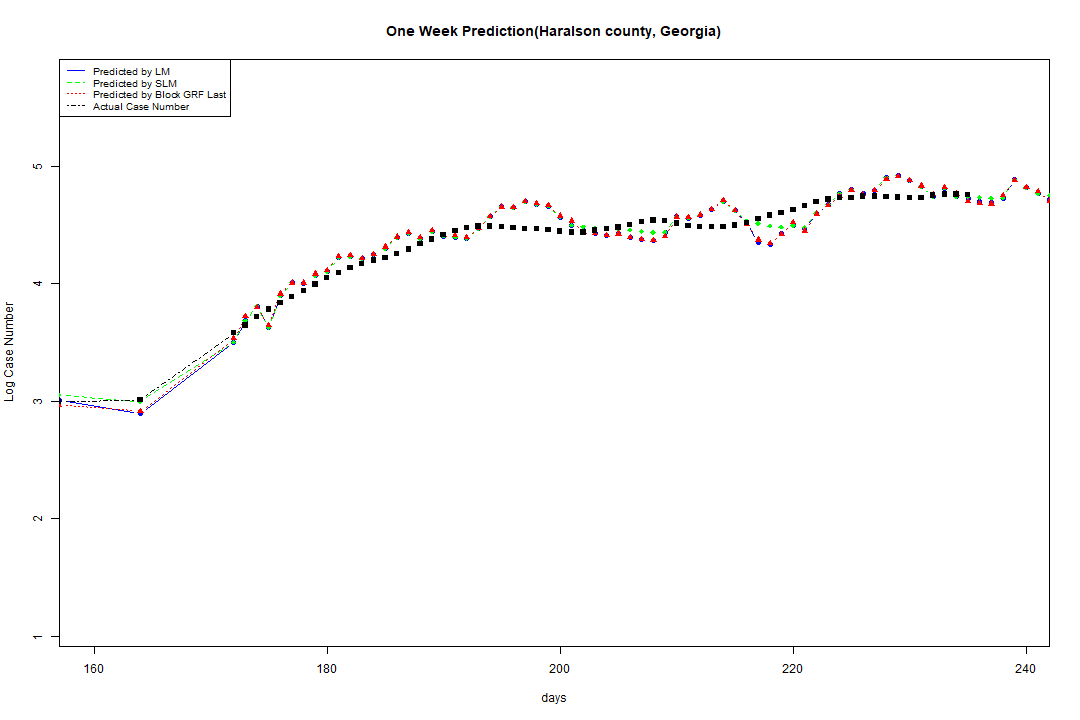 One Week Prediction(Haralson county, Georgia)
Predicted by LM
Predicted by SLM
Predicted by Block GRF Last
Actual Case Number
5
4
3
2
1
Log Case Number
160 180 200 220 240
days